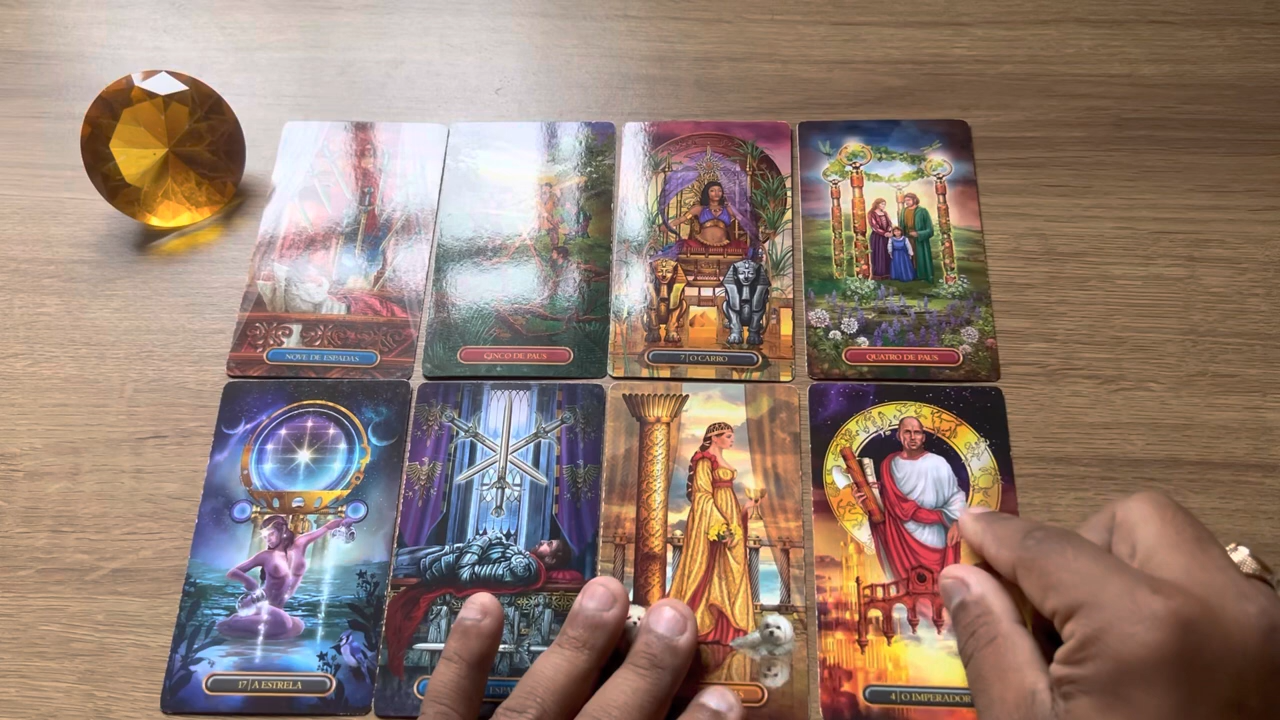 NOVE DE ESPADAS
CINCO DE PAUS
7 | O CARRO
QUATRO DE PAUS
17 | A ESTRELA
4 | O IMPERADOR